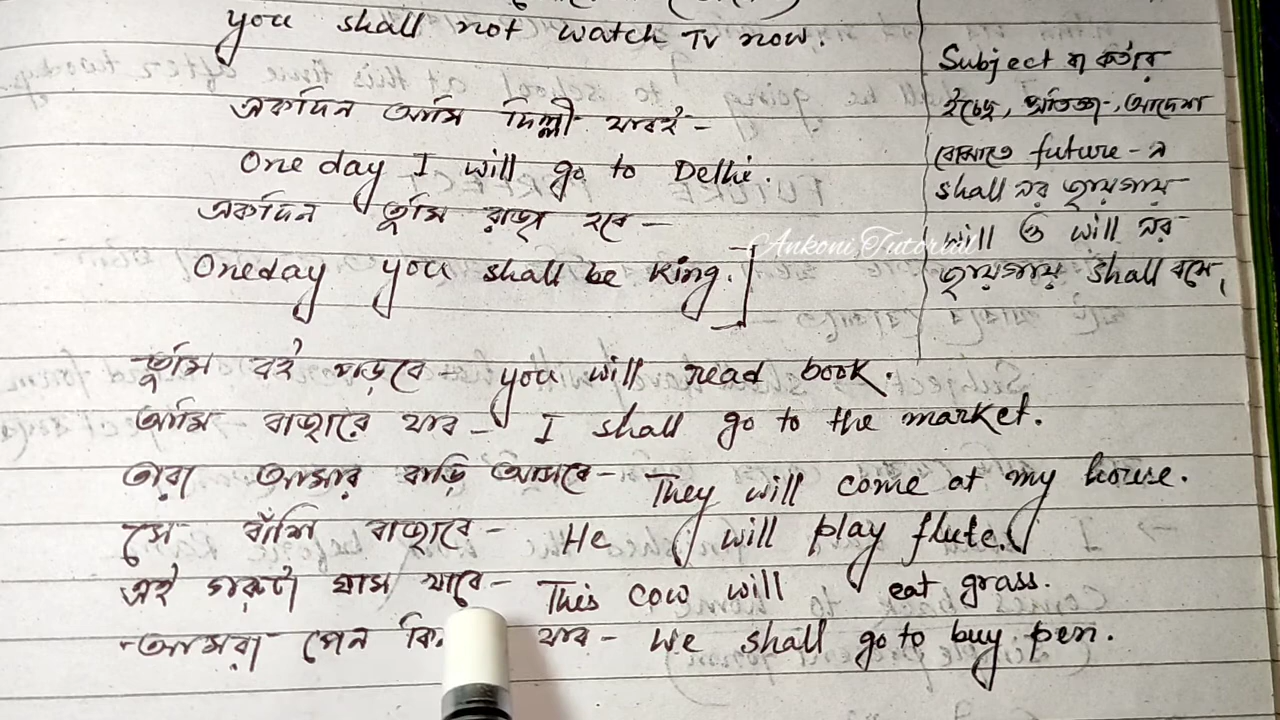 you shall not watch TV now.
একদিন আমি দিল্লী যাবই -
One day I will go to Delhi.
একদিন তুমি রাজা হবে -
Oneday you shall be king.
Subject বা কর্তার
ইচ্ছে, প্রতিজ্ঞা, আদেশ
বোঝাতে future-এ
shall এর জায়গায়
will ও will এর
জায়গায় shall বসে,
Ankoni Tutorial
তুমি বই পড়বে - you will read book.
আমি বাজারে যাব - I shall go to the market.
তারা আমার বাড়ি আসবে - They will come at my house.
সে বাঁশি বাজাবে - He will play flute.
এই গরুটা ঘাস খাবে - This cow will eat grass.
আমরা পেন যাব - We shall go to buy pen.